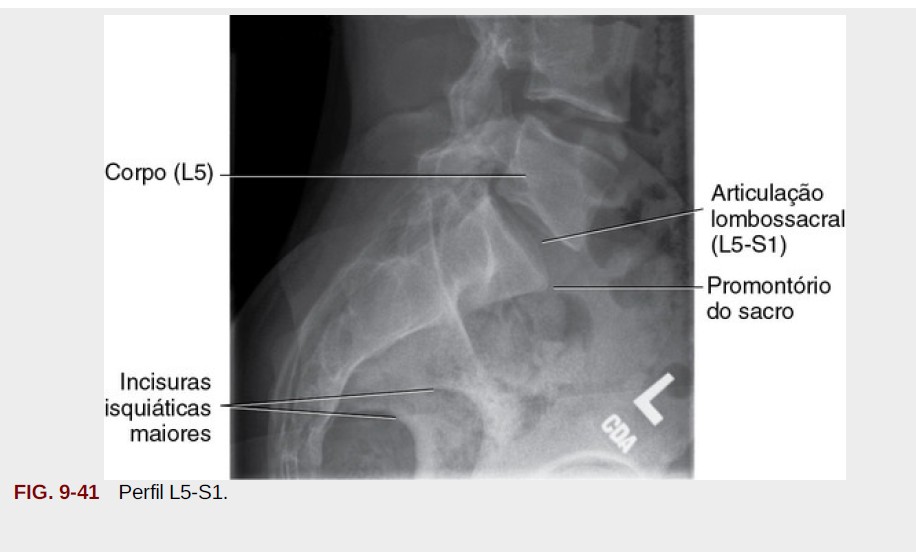 Corpo (L5)
Articulação
lombossacral
(L5-S1)
Promontório
do sacro
Incisuras
isquiáticas
maiores
L
CDA
FIG. 9-41 Perfil L5-S1.